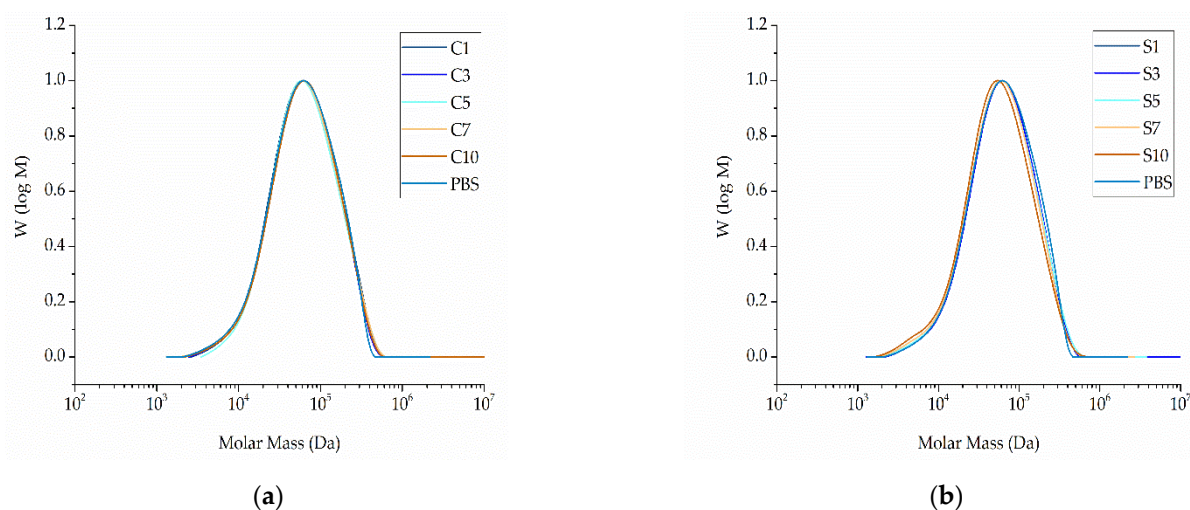 1.2
1.0
0.8
0.6
0.4
0.2
0.0
W (log M)
C1
C3
C5
C7
C10
PBS
10² 10³ 10⁴ 10⁵ 10⁶ 10⁷
Molar Mass (Da)
(a)
1.2
1.0
0.8
0.6
0.4
0.2
0.0
W (log M)
S1
S3
S5
S7
S10
PBS
10² 10³ 10⁴ 10⁵ 10⁶ 10⁷
Molar Mass (Da)
(b)